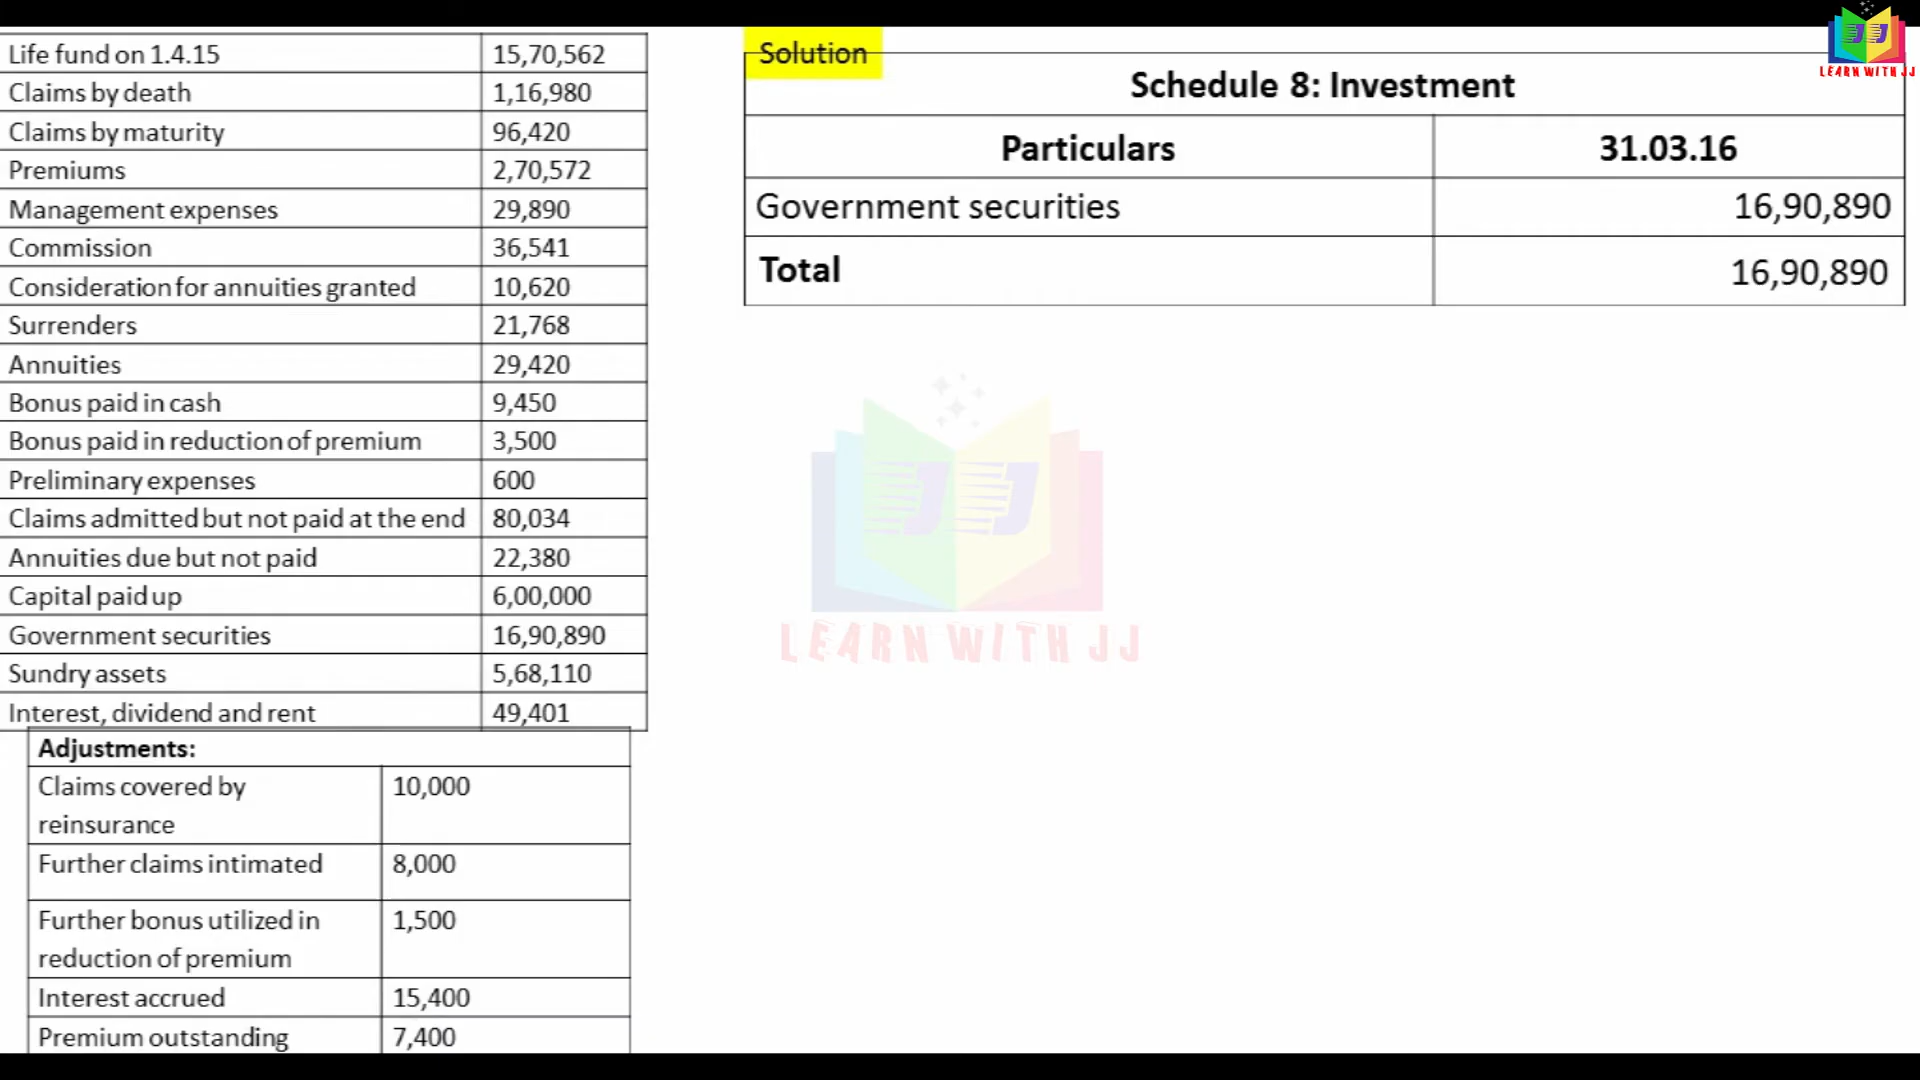 Life fund on 1.4.15 15,70,562
Claims by death 1,16,980
Claims by maturity 96,420
Premiums 2,70,572
Management expenses 29,890
Commission 36,541
Consideration for annuities granted 10,620
Surrenders 21,768
Annuities 29,420
Bonus paid in cash 9,450
Bonus paid in reduction of premium 3,500
Preliminary expenses 600
Claims admitted but not paid at the end 80,034
Annuities due but not paid 22,380
Capital paid up 6,00,000
Government securities 16,90,890
Sundry assets 5,68,110
Interest, dividend and rent 49,401
Adjustments:
Claims covered by 10,000
reinsurance
Further claims intimated 8,000
Further bonus utilized in 1,500
reduction of premium
Interest accrued 15,400
Premium outstanding 7,400
Solution
Schedule 8: Investment
Particulars 31.03.16
Government securities 16,90,890
Total 16,90,890
JJ
LEARN WITH JJ
JJ
LEARN WITH JJ